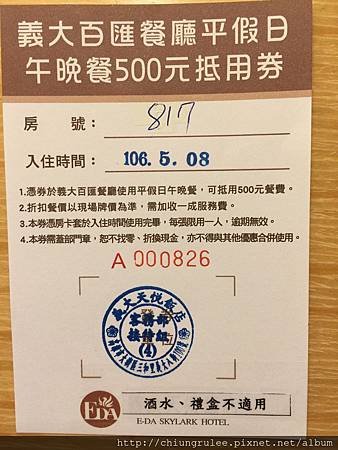 義大百匯餐廳平假日
午晚餐500元抵用券
房號：817
入住時間：106.5.08
1.憑券於義大百匯餐廳使用平假日午晚餐，可抵用500元餐費。
2.折扣餐價以現場牌價為準，需加收一成服務費。
3.本券憑房卡套於入住時間使用完畢，每張限用一人，逾期無效。
4.本券需蓋部門章，恕不找零、折換現金，亦不得與其他優惠合併使用。
A 000826
義大天悅飯店
客務部
接待組
(4)
EDA
酒水、禮盒不適用
E-DA SKYLARK HOTEL
http://chiungrulee.pixnet.net/album